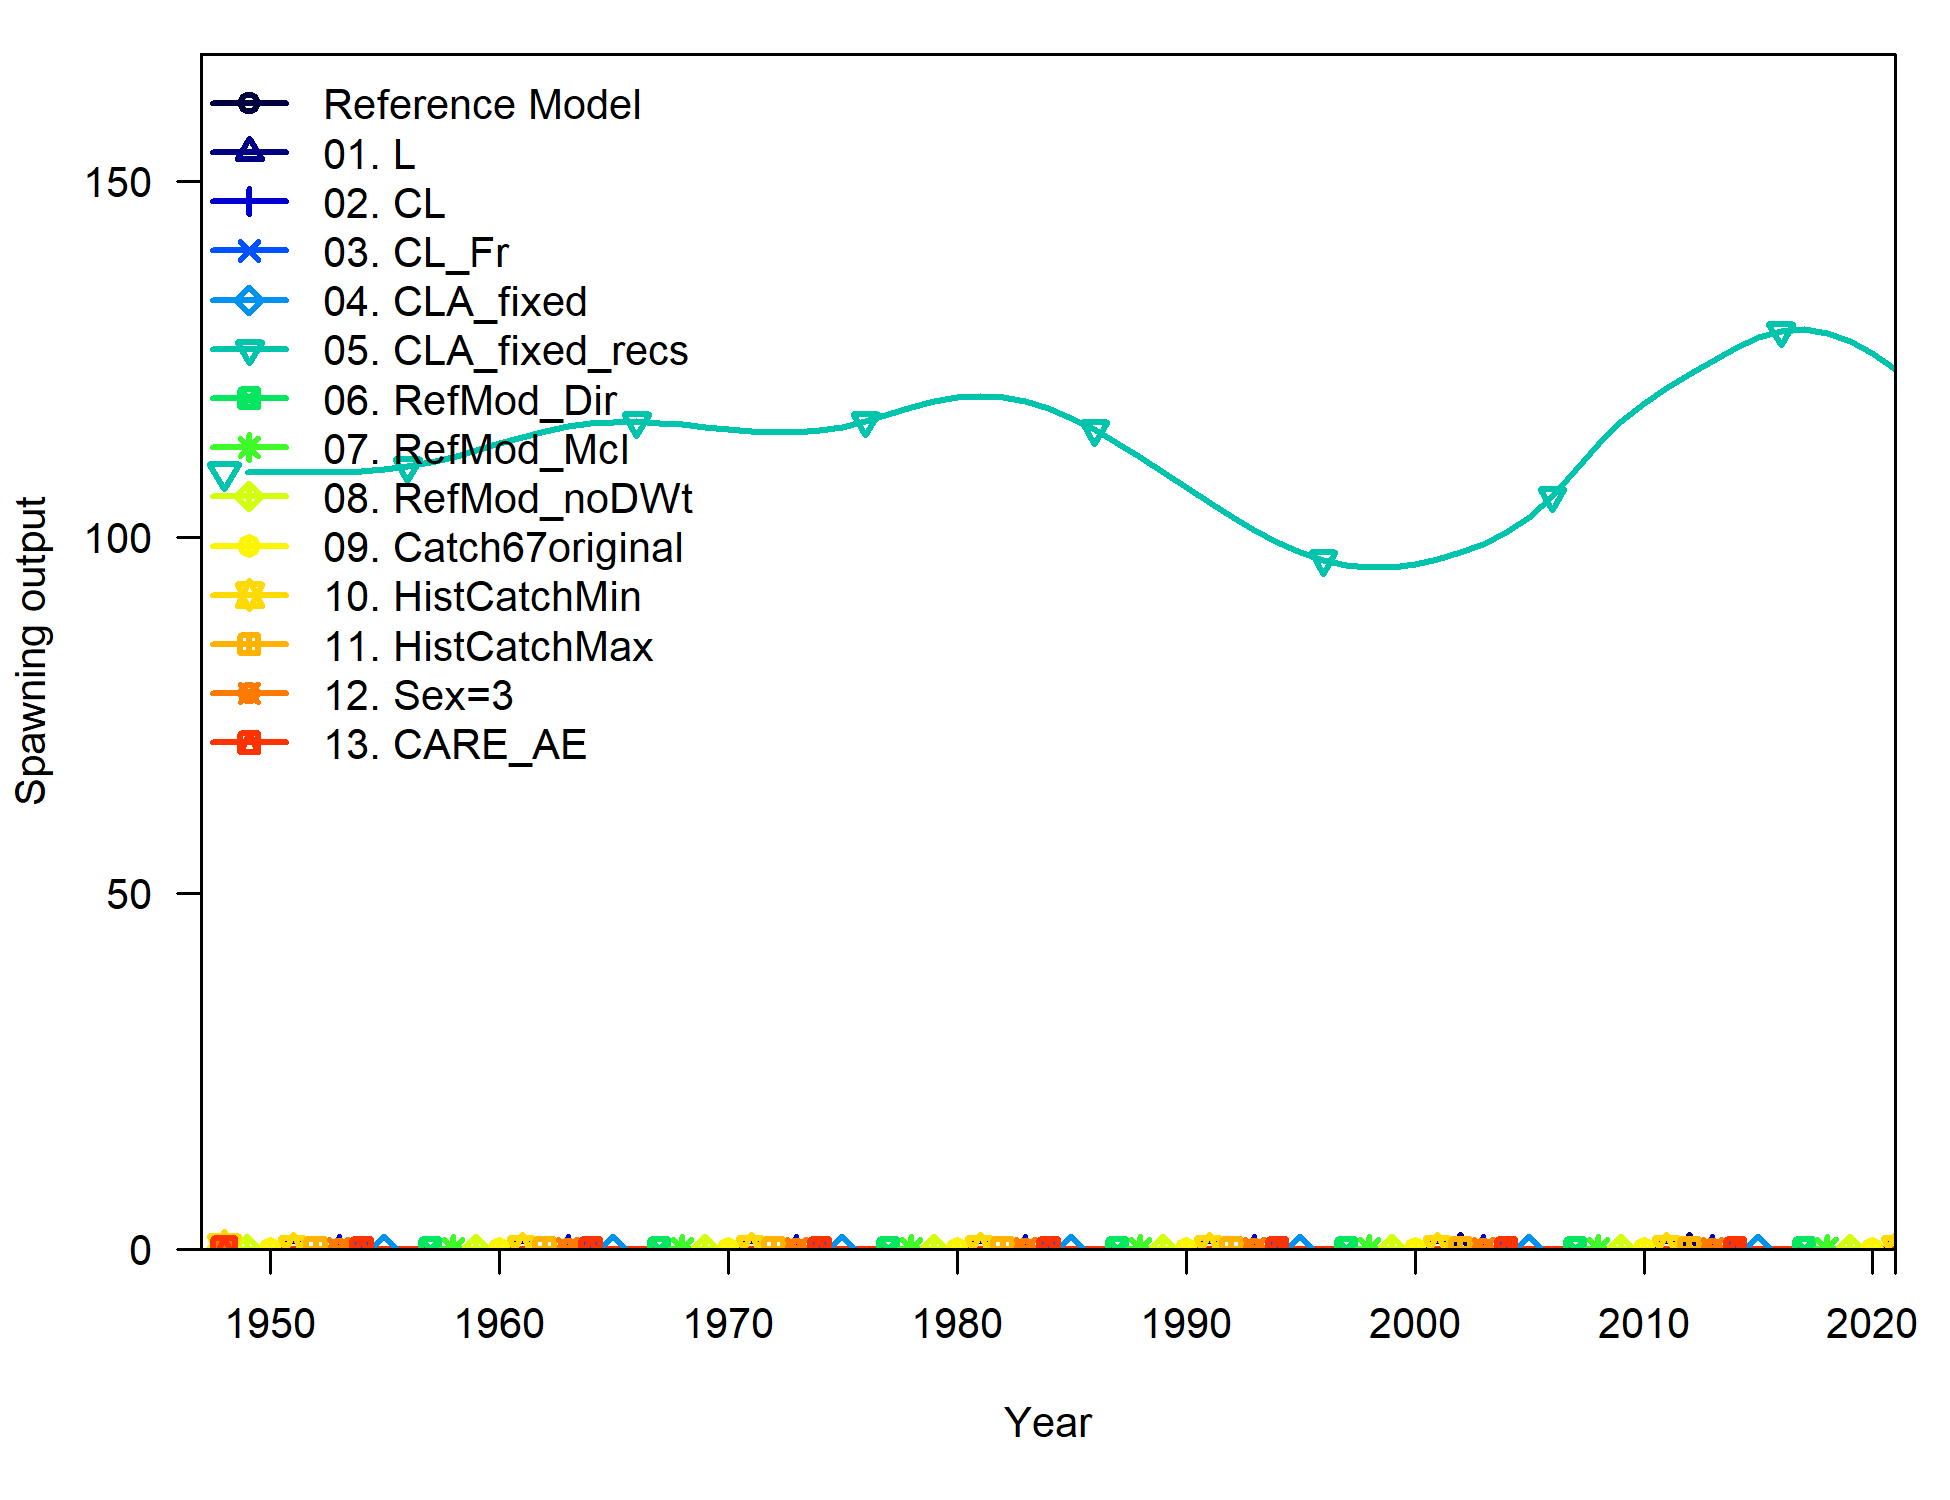 Reference Model
01. L
02. CL
03. CL_Fr
04. CLA_fixed
05. CLA_fixed_recs
06. RefMod_Dir
07. RefMod_McI
08. RefMod_noDWt
09. Catch67original
10. HistCatchMin
11. HistCatchMax
12. Sex=3
13. CARE_AE
150
100
50
0
Spawning output
1950 1960 1970 1980 1990 2000 2010 2020
Year